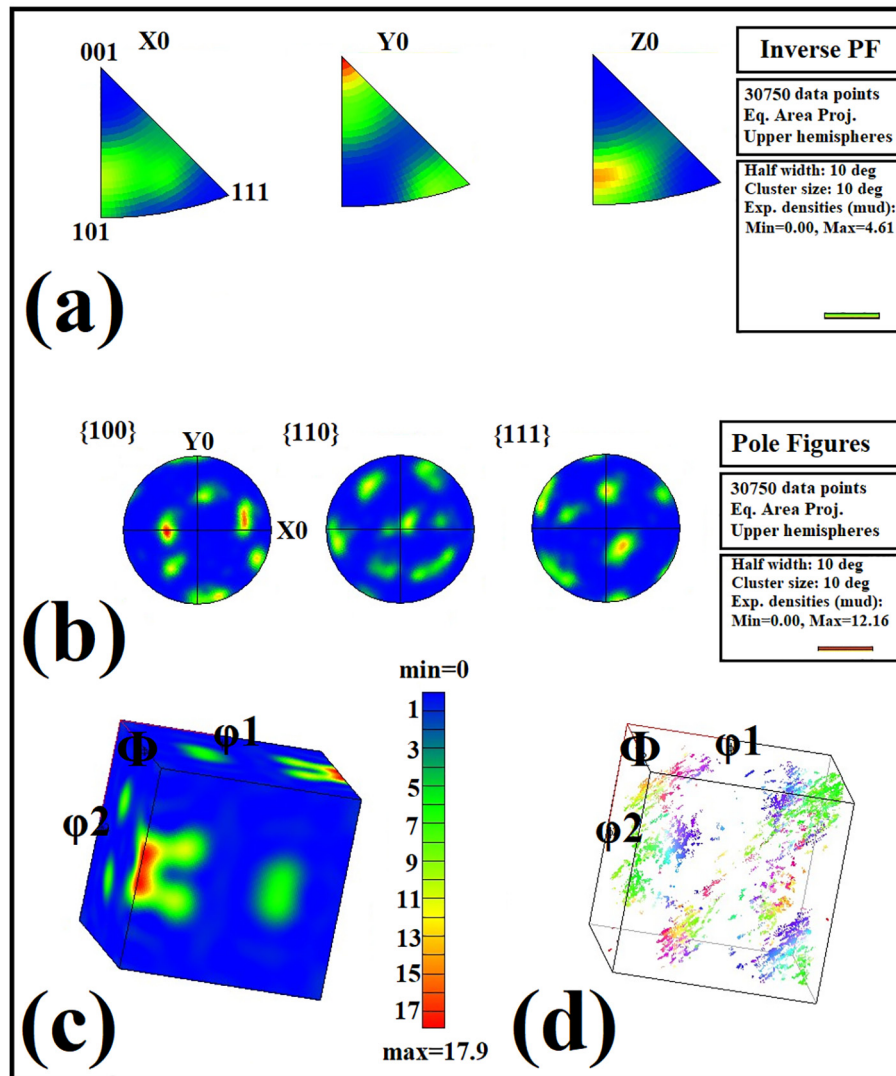 X0
Y0
Z0
001
111
101
Inverse PF
30750 data points
Eq. Area Proj.
Upper hemispheres
Half width: 10 deg
Cluster size: 10 deg
Exp. densities (mud):
Min=0.00, Max=4.61
(a)
{100}
{110}
{111}
Y0
X0
Pole Figures
30750 data points
Eq. Area Proj.
Upper hemispheres
Half width: 10 deg
Cluster size: 10 deg
Exp. densities (mud):
Min=0.00, Max=12.16
(b)
min=0
1
3
5
7
9
11
13
15
17
max=17.9
Φ
φ1
φ2
(c)
Φ
φ1
φ2
(d)